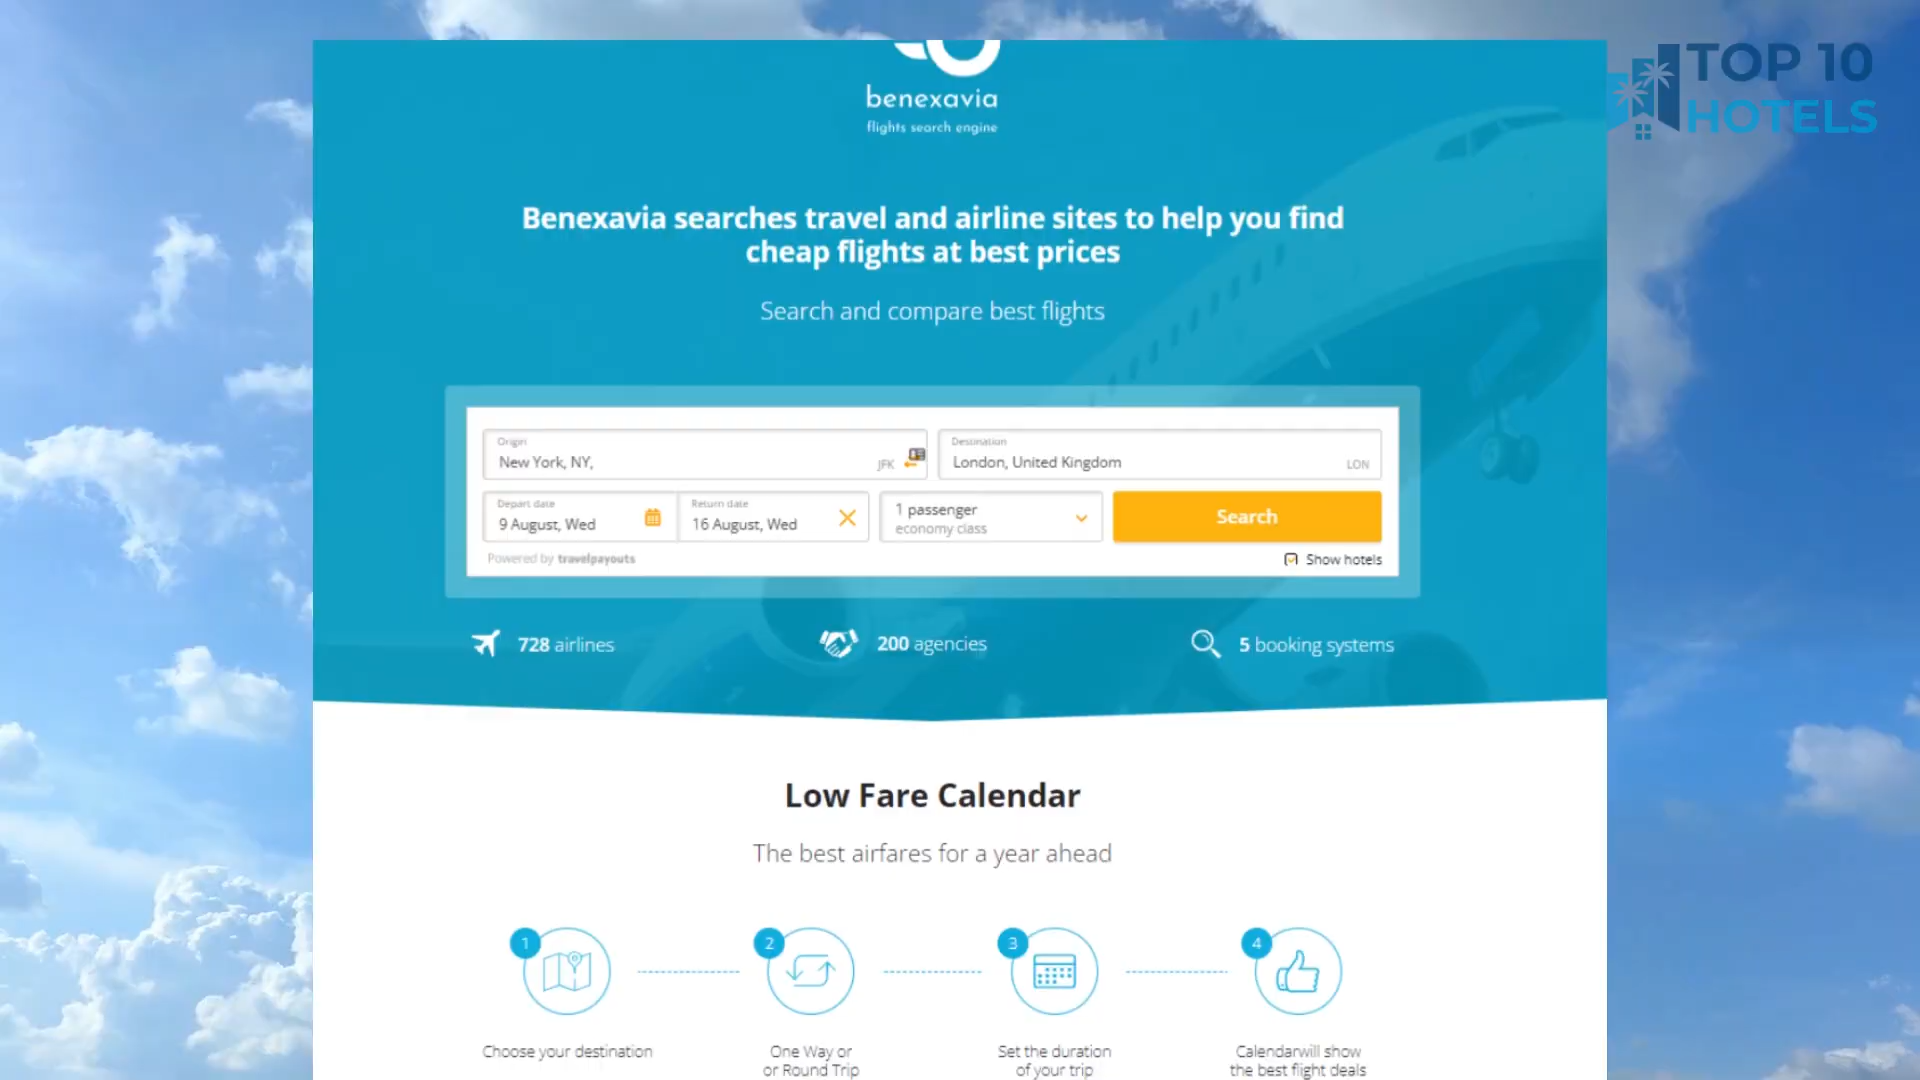 TOP 10
HOTELS
benexavia
flights search engine
Benexavia searches travel and airline sites to help you find
cheap flights at best prices
Search and compare best flights
Origin
New York, NY,
JFK
Destination
London, United Kingdom
LON
Depart date
9 August, Wed
Return date
16 August, Wed
1 passenger
economy class
Search
Powered by travelpayouts
Show hotels
728 airlines
200 agencies
5 booking systems
Low Fare Calendar
The best airfares for a year ahead
1
2
3
4
Choose your destination
One Way or
or Round Trip
Set the duration
of your trip
Calendarwill show
the best flight deals